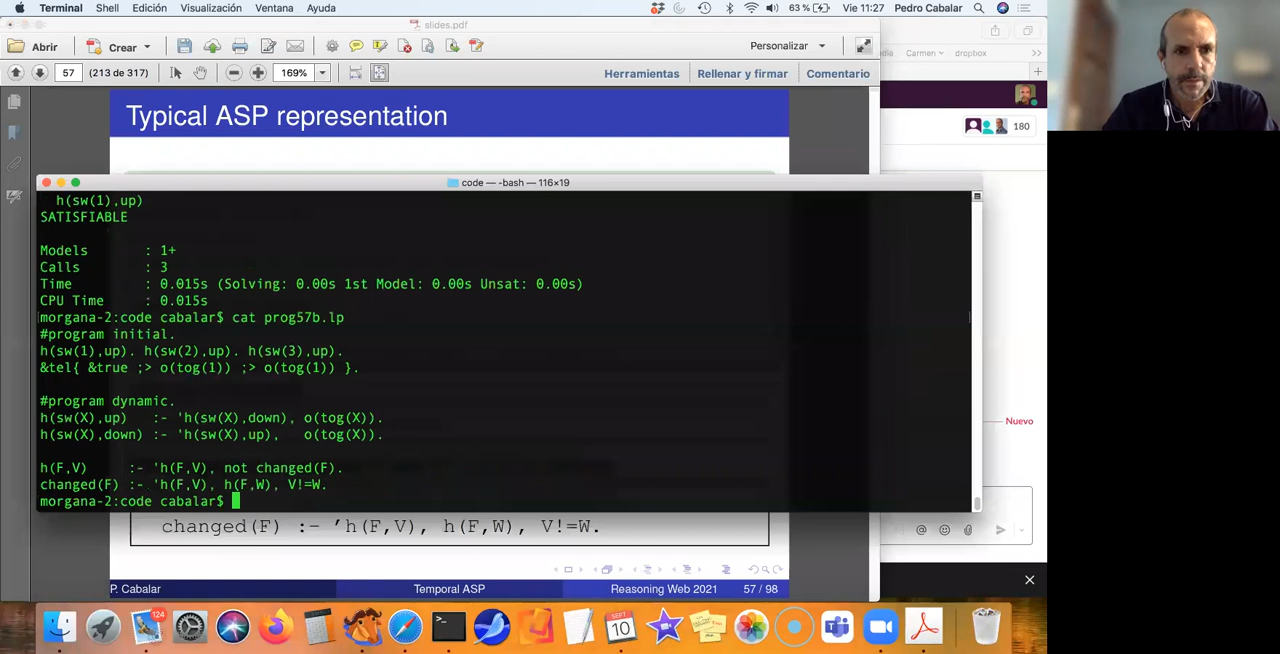 Terminal Shell Edición Visualización Ventana Ayuda 63 % Vie 11:27 Pedro Cabalar
slides.pdf
Abrir Crear Personalizar
57 (213 de 317) 169% Herramientas Rellenar y firmar Comentario
Carmen dropbox
180
Typical ASP representation
code — -bash — 116×19
h(sw(1),up)
SATISFIABLE
Models : 1+
Calls : 3
Time : 0.015s (Solving: 0.00s 1st Model: 0.00s Unsat: 0.00s)
CPU Time : 0.015s
morgana-2:code cabalar$ cat prog57b.lp
#program initial.
h(sw(1),up). h(sw(2),up). h(sw(3),up).
&tel{ &true ;> o(tog(1)) ;> o(tog(1)) }.
#program dynamic.
h(sw(X),up) :- 'h(sw(X),down), o(tog(X)).
h(sw(X),down) :- 'h(sw(X),up), o(tog(X)).
h(F,V) :- 'h(F,V), not changed(F).
changed(F) :- 'h(F,V), h(F,W), V!=W.
morgana-2:code cabalar$
Nuevo
changed(F) :- ’h(F,V), h(F,W), V!=W.
P. Cabalar Temporal ASP Reasoning Web 2021 57 / 98
124
SEPT
10